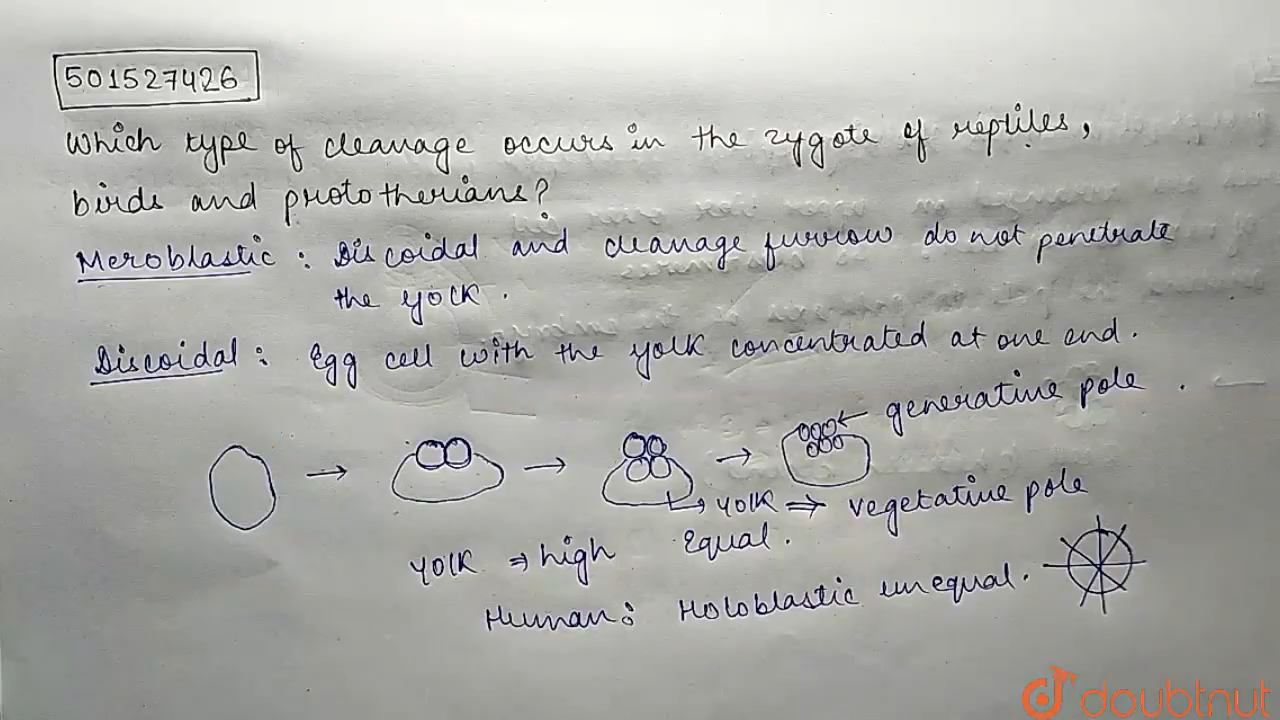 501527426
Which type of cleavage occurs in the zygote of reptiles,
birds and prototherians?
Meroblastic : Discoidal and cleavage furrow do not penetrate
the yolk.
Discoidal : Egg cell with the yolk concentrated at one end.
← generative pole.
→ yolk ⇒ vegetative pole
yolk ⇒ high Equal.
Human : Holoblastic unequal.
doubtnut